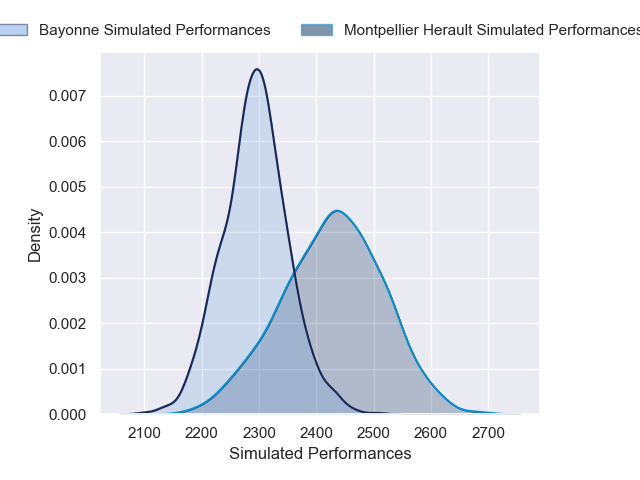 Bayonne Simulated Performances
Montpellier Herault Simulated Performances
0.007
0.006
0.005
0.004
0.003
0.002
0.001
0.000
Density
2100 2200 2300 2400 2500 2600 2700
Simulated Performances